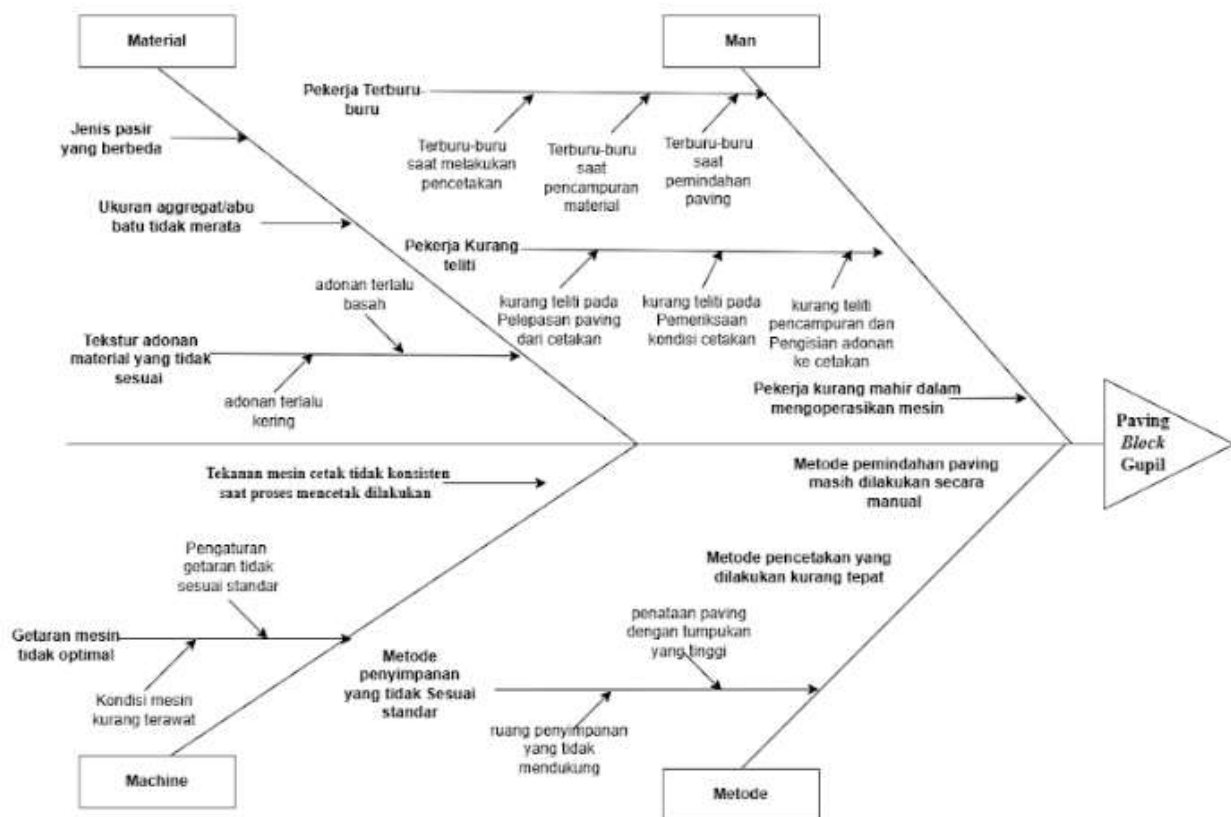 Material
Man
Pekerja Terburu-
buru
Jenis pasir
yang berbeda
Terburu-buru
saat melakukan
pencetakan
Terburu-buru
saat
pencampuran
material
Terburu-buru
saat
pemindahan
paving
Ukuran aggregat/abu
batu tidak merata
Pekerja Kurang
teliti
adonan terlalu
basah
kurang teliti pada
Pelepasan paving
dari cetakan
kurang teliti pada
Pemeriksaan
kondisi cetakan
kurang teliti
pencampuran dan
Pengisian adonan
ke cetakan
Tekstur adonan
material yang tidak
sesuai
adonan terlalu
kering
Pekerja kurang mahir dalam
mengoperasikan mesin
Paving
Block
Gupil
Tekanan mesin cetak tidak konsisten
saat proses mencetak dilakukan
Metode pemindahan paving
masih dilakukan secara
manual
Pengaturan
getaran tidak
sesuai standar
Metode pencetakan yang
dilakukan kurang tepat
Getaran mesin
tidak optimal
Kondisi mesin
kurang terawat
penataan paving
dengan tumpukan
yang tinggi
Metode
penyimpanan
yang tidak Sesuai
standar
ruang penyimpanan
yang tidak
mendukung
Machine
Metode